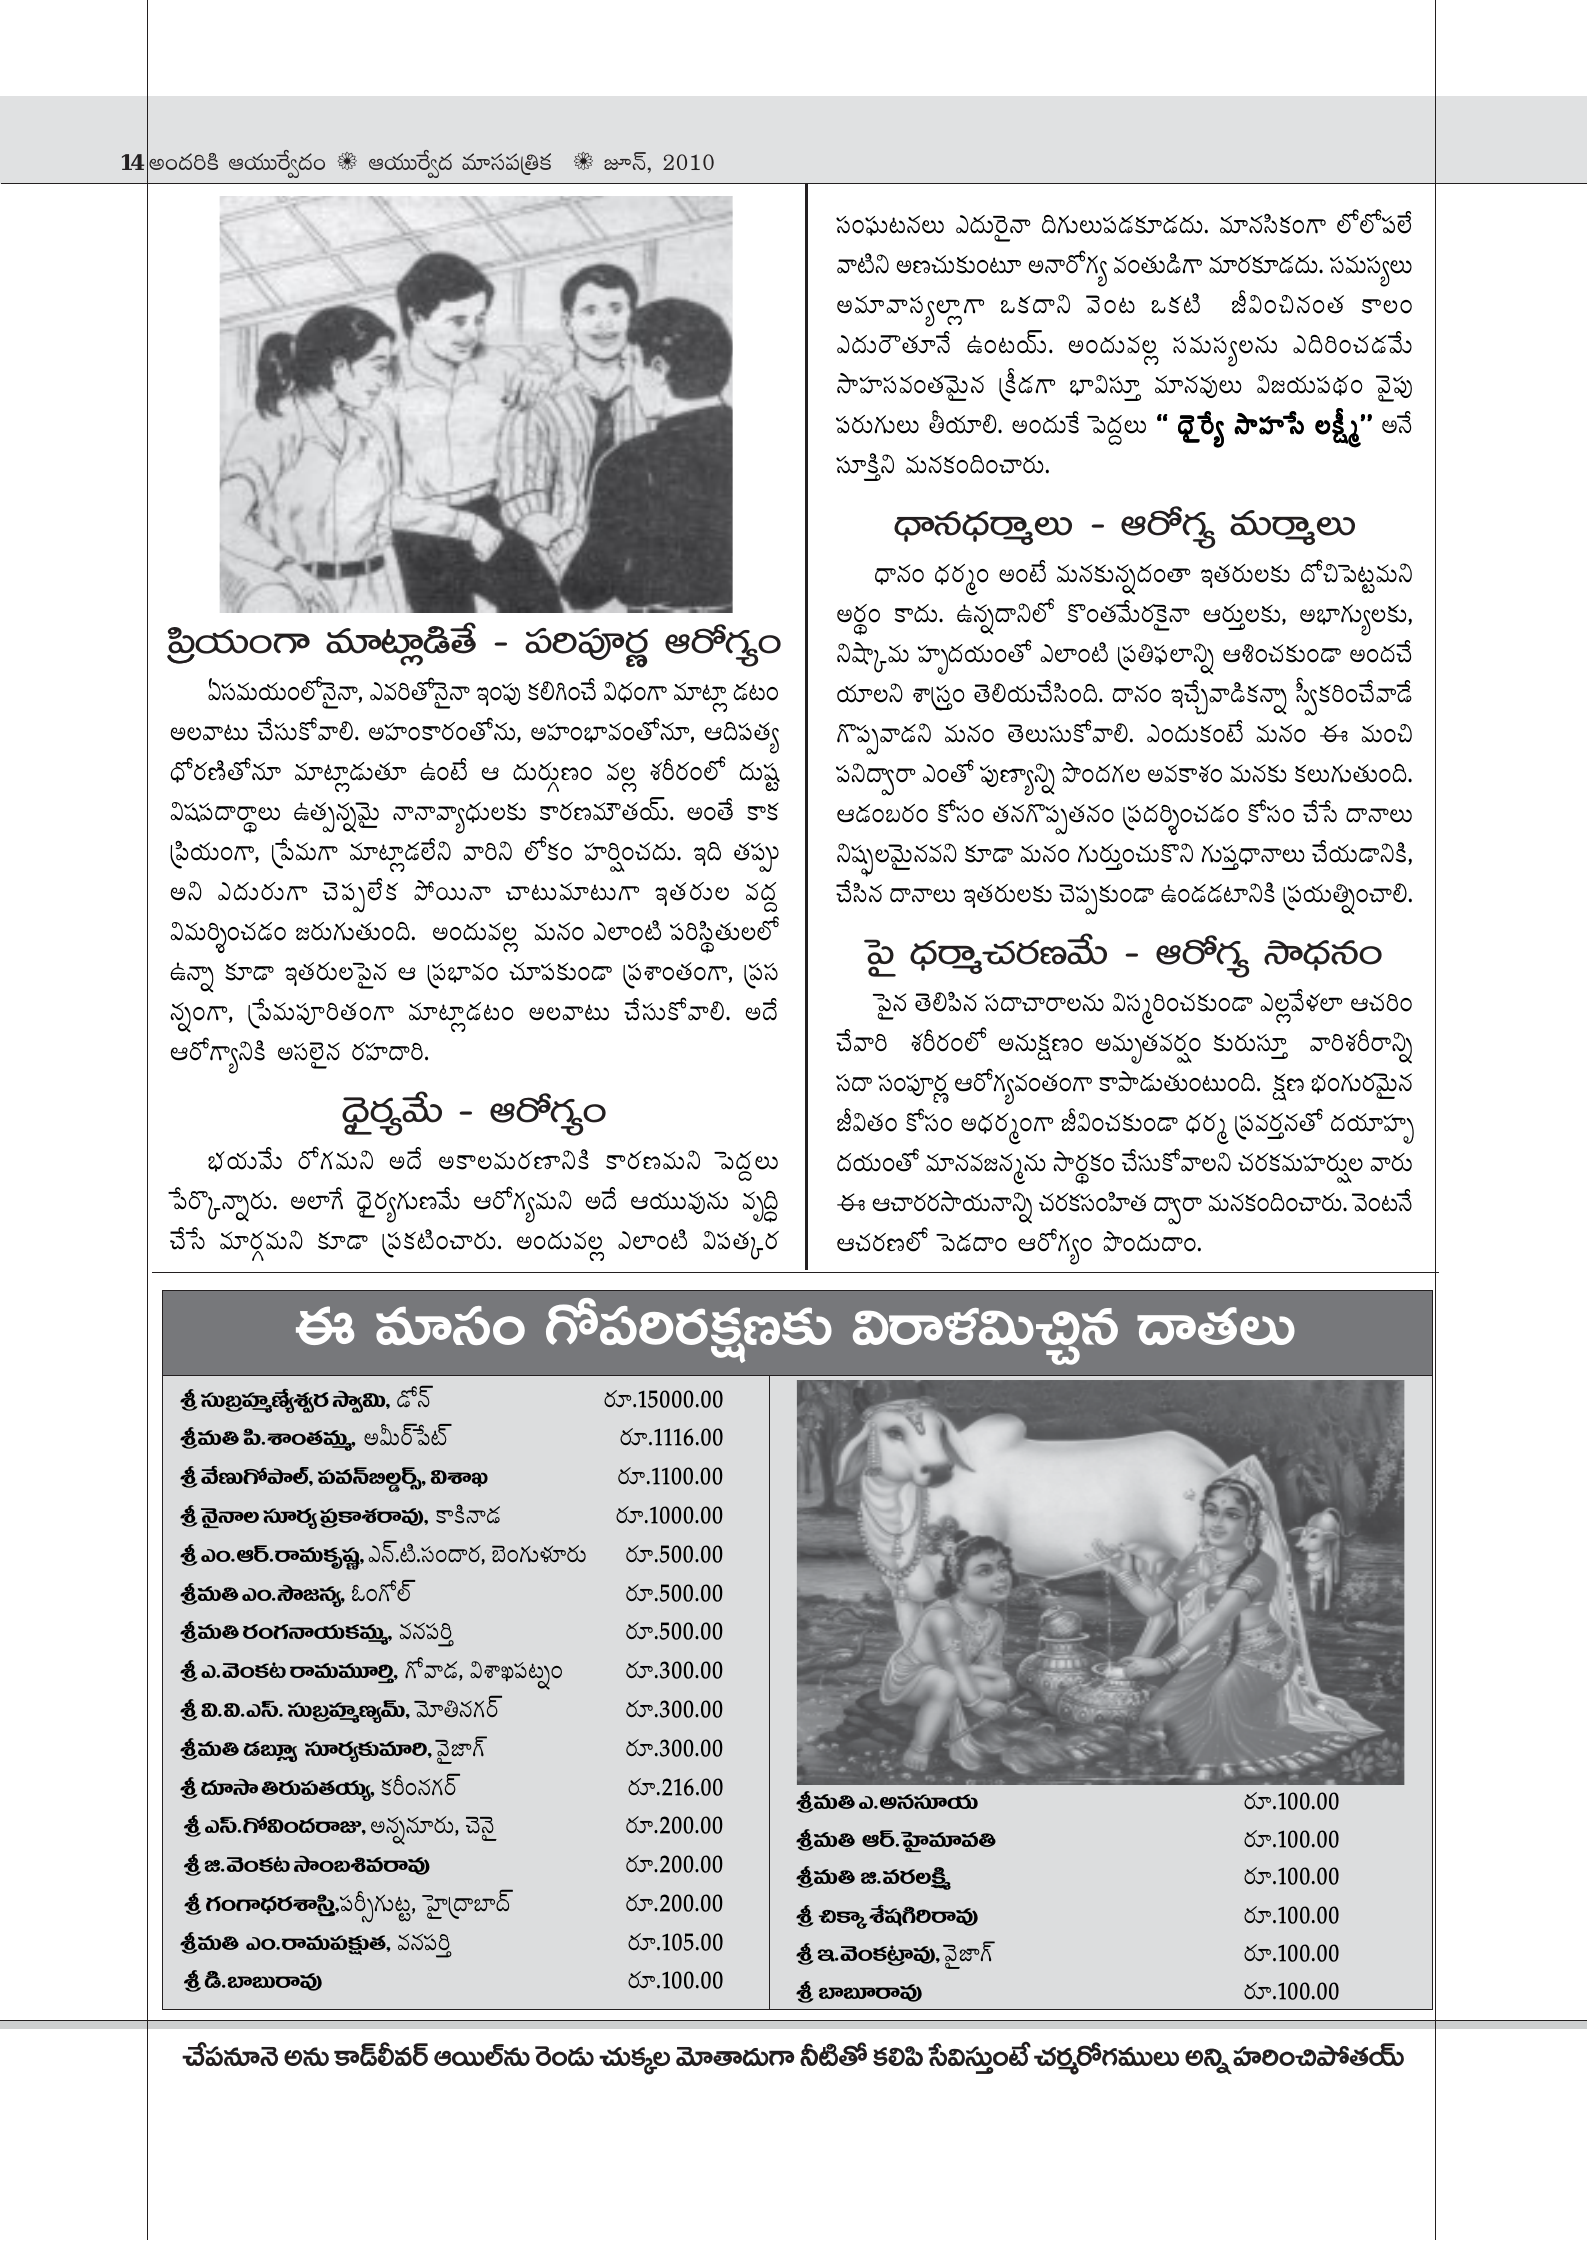 14 అందరికి ఆయుర్వేదం ❋ ఆయుర్వేద మాసపత్రిక ❋ జూన్, 2010
ప్రియంగా మాట్లాడితే - పరిపూర్ణ ఆరోగ్యం
ఏసమయంలోనైనా, ఎవరితోనైనా ఇంపు కలిగించే విధంగా మాట్లా డటం
అలవాటు చేసుకోవాలి. అహంకారంతోను, అహంభావంతోనూ, ఆదిపత్య
ధోరణితోనూ మాట్లాడుతూ ఉంటే ఆ దుర్గుణం వల్ల శరీరంలో దుష్ట
విషపదార్థాలు ఉత్పన్నమై నానావ్యాధులకు కారణమౌతయ్. అంతే కాక
ప్రియంగా, ప్రేమగా మాట్లాడలేని వారిని లోకం హర్షించదు. ఇది తప్పు
అని ఎదురుగా చెప్పలేక పోయినా చాటుమాటుగా ఇతరుల వద్ద
విమర్శించడం జరుగుతుంది. అందువల్ల మనం ఎలాంటి పరిస్థితులలో
ఉన్నా కూడా ఇతరులపైన ఆ ప్రభావం చూపకుండా ప్రశాంతంగా, ప్రస
న్నంగా, ప్రేమపూరితంగా మాట్లాడటం అలవాటు చేసుకోవాలి. అదే
ఆరోగ్యానికి అసలైన రహదారి.
ధైర్యమే - ఆరోగ్యం
భయమే రోగమని అదే అకాలమరణానికి కారణమని పెద్దలు
పేర్కొన్నారు. అలాగే ధైర్యగుణమే ఆరోగ్యమని అదే ఆయువును వృద్ధి
చేసే మార్గమని కూడా ప్రకటించారు. అందువల్ల ఎలాంటి విపత్కర
సంఘటనలు ఎదురైనా దిగులుపడకూడదు. మానసికంగా లోలోపలే
వాటిని అణచుకుంటూ అనారోగ్య వంతుడిగా మారకూడదు. సమస్యలు
అమావాస్యల్లాగా ఒకదాని వెంట ఒకటి జీవించినంత కాలం
ఎదురౌతూనే ఉంటయ్. అందువల్ల సమస్యలను ఎదిరించడమే
సాహసవంతమైన క్రీడగా భావిస్తూ మానవులు విజయపథం వైపు
పరుగులు తీయాలి. అందుకే పెద్దలు “ ధైర్యే సాహసే లక్ష్మీ” అనే
సూక్తిని మనకందించారు.
ధానధర్మాలు - ఆరోగ్య మర్మాలు
ధానం ధర్మం అంటే మనకున్నదంతా ఇతరులకు దోచిపెట్టమని
అర్థం కాదు. ఉన్నదానిలో కొంతమేరకైనా ఆర్తులకు, అభాగ్యులకు,
నిష్కామ హృదయంతో ఎలాంటి ప్రతిఫలాన్ని ఆశించకుండా అందచే
యాలని శాస్త్రం తెలియచేసింది. దానం ఇచ్చేవాడికన్నా స్వీకరించేవాడే
గొప్పవాడని మనం తెలుసుకోవాలి. ఎందుకంటే మనం ఈ మంచి
పనిద్వారా ఎంతో పుణ్యాన్ని పొందగల అవకాశం మనకు కలుగుతుంది.
ఆడంబరం కోసం తనగొప్పతనం ప్రదర్శించడం కోసం చేసే దానాలు
నిష్ఫలమైనవని కూడా మనం గుర్తుంచుకొని గుప్తధానాలు చేయడానికి,
చేసిన దానాలు ఇతరులకు చెప్పకుండా ఉండడటానికి ప్రయత్నించాలి.
పై ధర్మాచరణమే - ఆరోగ్య సాధనం
పైన తెలిపిన సదాచారాలను విస్మరించకుండా ఎల్లవేళలా ఆచరిం
చేవారి శరీరంలో అనుక్షణం అమృతవర్షం కురుస్తూ వారిశరీరాన్ని
సదా సంపూర్ణ ఆరోగ్యవంతంగా కాపాడుతుంటుంది. క్షణ భంగురమైన
జీవితం కోసం అధర్మంగా జీవించకుండా ధర్మ ప్రవర్తనతో దయాహృ
దయంతో మానవజన్మను సార్థకం చేసుకోవాలని చరకమహర్షుల వారు
ఈ ఆచారరసాయనాన్ని చరకసంహిత ద్వారా మనకందించారు. వెంటనే
ఆచరణలో పెడదాం ఆరోగ్యం పొందుదాం.
ఈ మాసం గోపరిరక్షణకు విరాళమిచ్చిన దాతలు
శ్రీ సుబ్రహ్మణ్యేశ్వర స్వామి, డోన్ రూ.15000.00
శ్రీమతి పి.శాంతమ్మ, అమీర్‌పేట్ రూ.1116.00
శ్రీ వేణుగోపాల్, పవన్‌బిల్డర్స్, విశాఖ రూ.1100.00
శ్రీ నైనాల సూర్య ప్రకాశరావు, కాకినాడ రూ.1000.00
శ్రీ ఎం.ఆర్.రామకృష్ణ, ఎన్.టి.సందార, బెంగుళూరు రూ.500.00
శ్రీమతి ఎం.సౌజన్య, ఓంగోల్ రూ.500.00
శ్రీమతి రంగనాయకమ్మ, వనపర్తి రూ.500.00
శ్రీ ఎ.వెంకట రామమూర్తి, గోవాడ, విశాఖపట్నం రూ.300.00
శ్రీ వి.వి.ఎస్. సుబ్రహ్మణ్యమ్, మోతినగర్ రూ.300.00
శ్రీమతి డబ్ల్యూ సూర్యకుమారి, వైజాగ్ రూ.300.00
శ్రీ దూసా తిరుపతయ్య, కరీంనగర్ రూ.216.00
శ్రీ ఎస్.గోవిందరాజు, అన్ననూరు, చెనై రూ.200.00
శ్రీ జి.వెంకట సాంబశివరావు రూ.200.00
శ్రీ గంగాధరశాస్త్రి,పర్సీగుట్ట, హైద్రాబాద్ రూ.200.00
శ్రీమతి ఎం.రామపక్షుత, వనపర్తి రూ.105.00
శ్రీ డి.బాబురావు రూ.100.00
శ్రీమతి ఎ.అనసూయ రూ.100.00
శ్రీమతి ఆర్.హైమావతి రూ.100.00
శ్రీమతి జి.వరలక్ష్మి రూ.100.00
శ్రీ చిక్కా శేషగిరిరావు రూ.100.00
శ్రీ ఇ.వెంకట్రావు, వైజాగ్ రూ.100.00
శ్రీ బాబూరావు రూ.100.00
చేపనూనె అను కాడ్‌లీవర్ ఆయిల్‌ను రెండు చుక్కల మోతాదుగా నీటితో కలిపి సేవిస్తుంటే చర్మరోగములు అన్ని హరించిపోతయ్